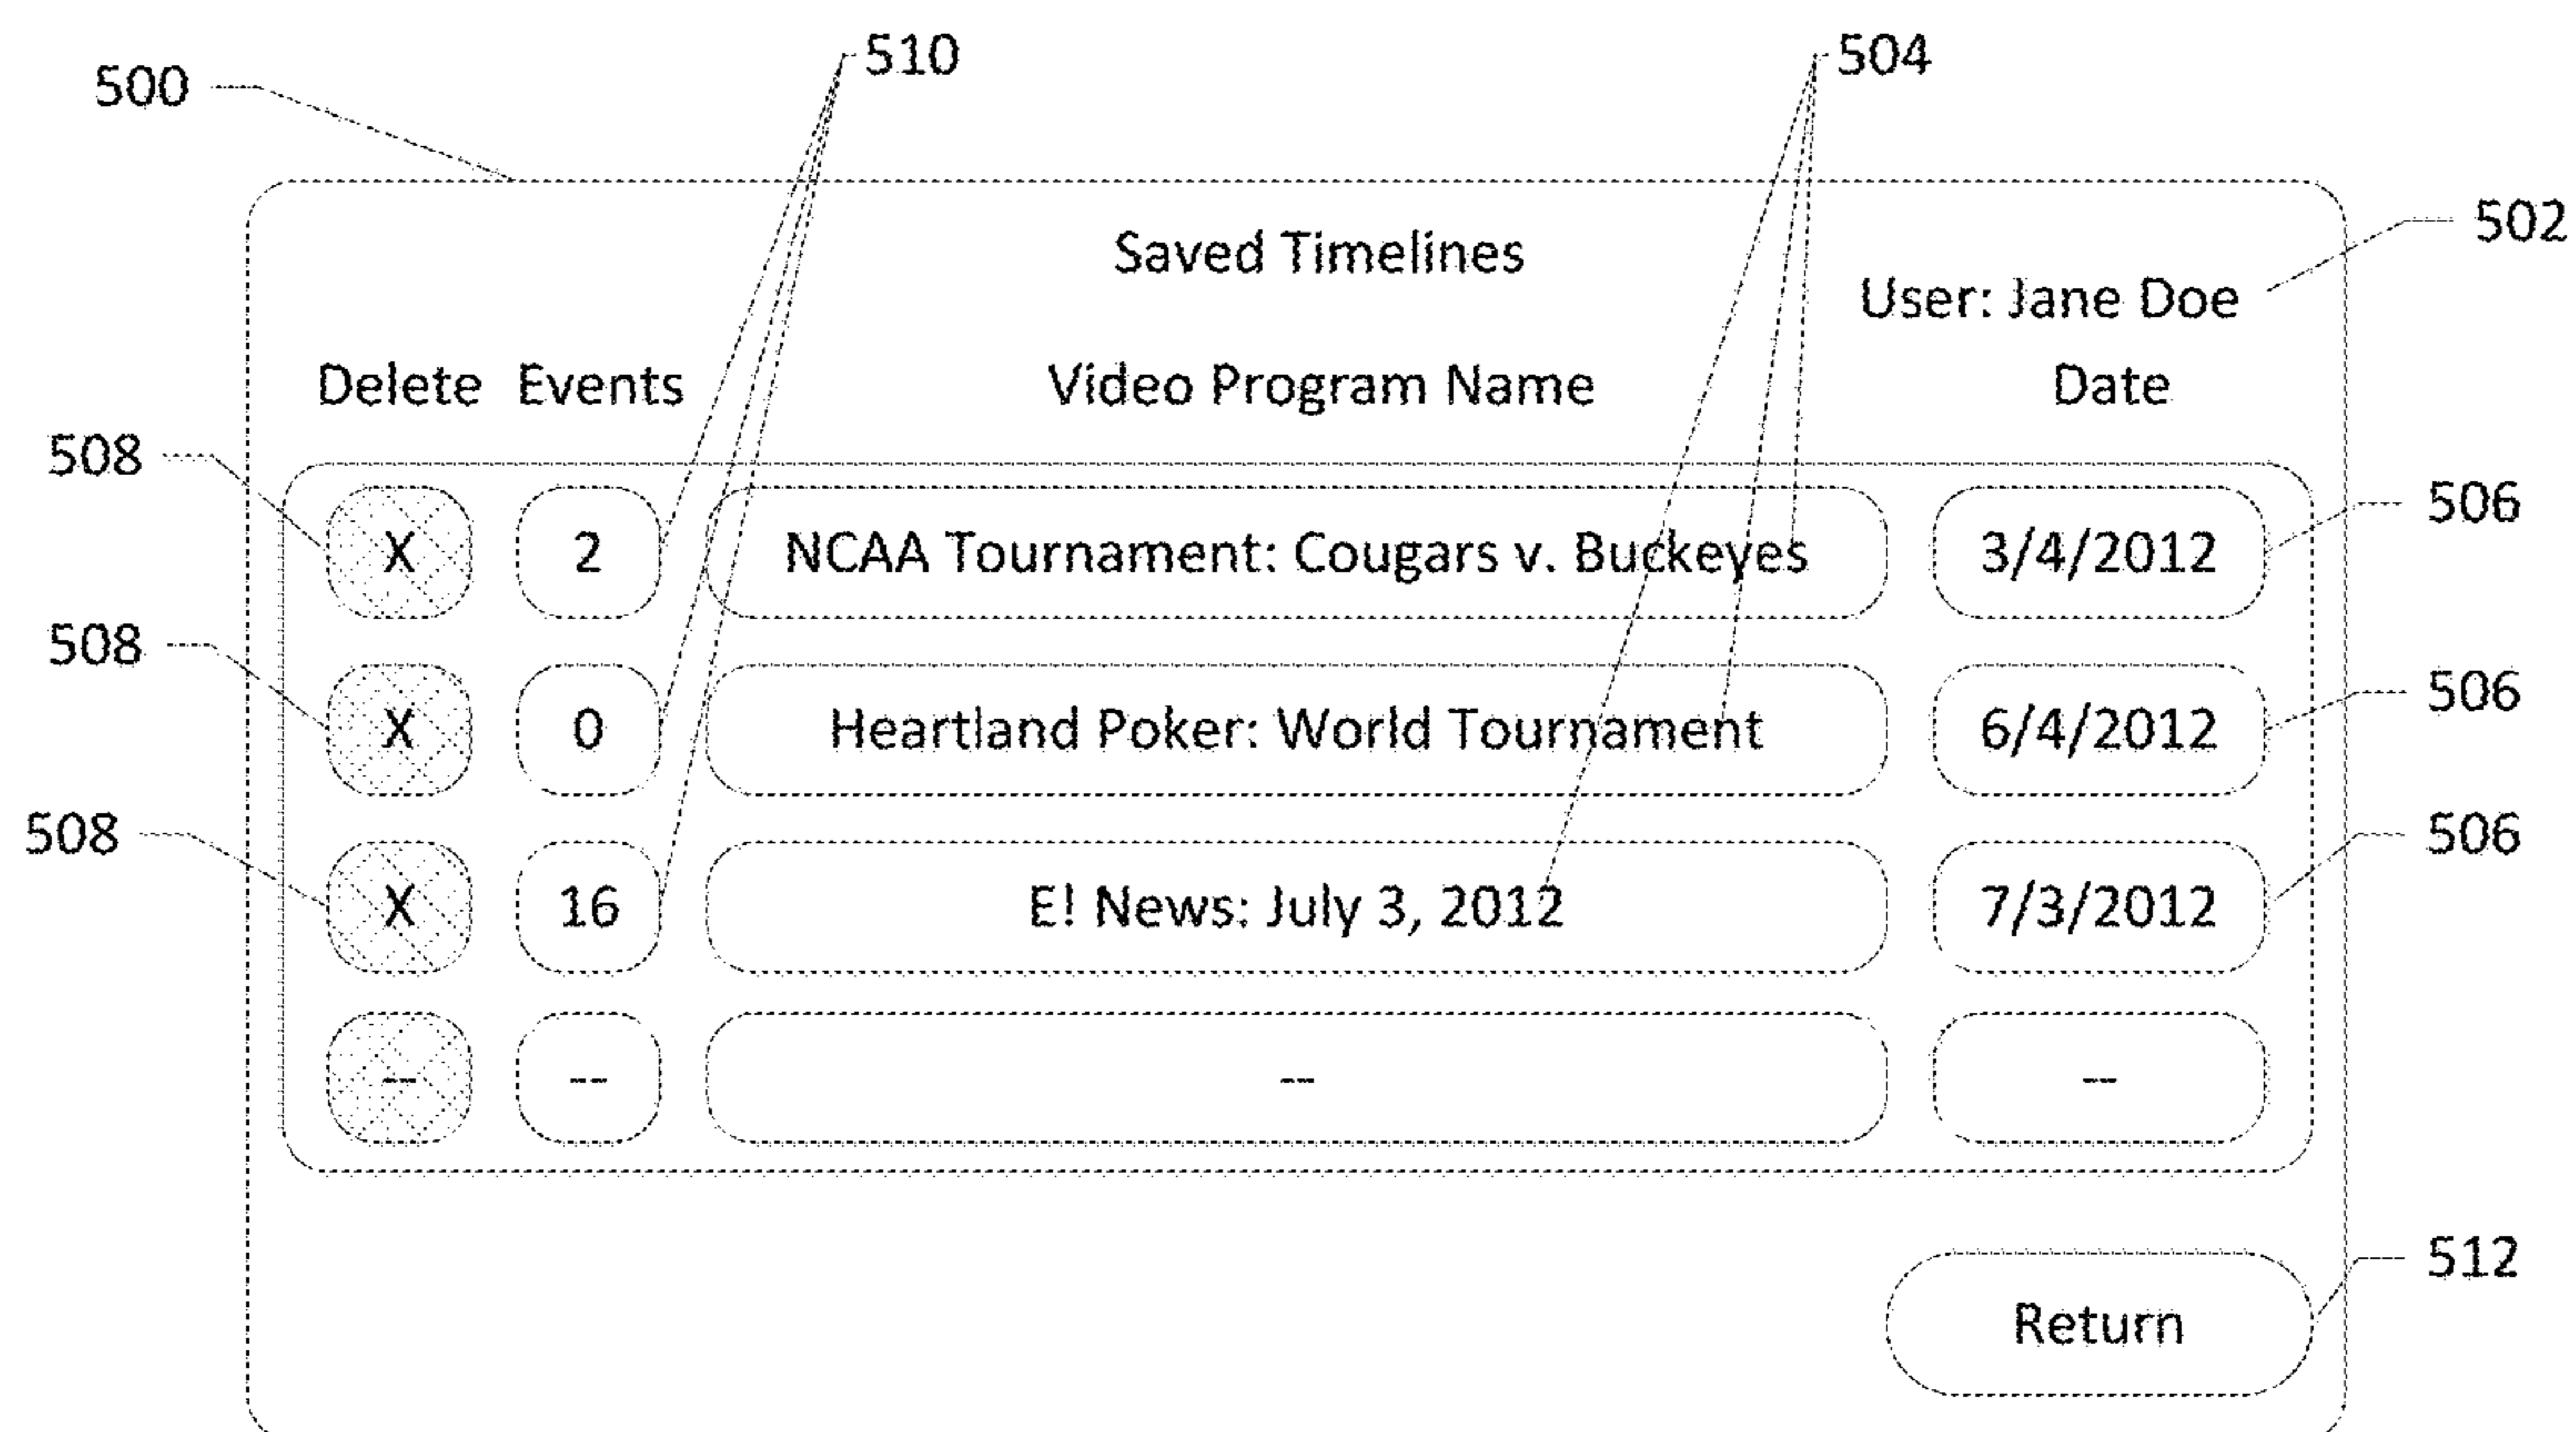 510 504
500
502
Saved Timelines
User: Jane Doe
Delete Events Video Program Name Date
508
X 2 NCAA Tournament: Cougars v. Buckeyes 3/4/2012 506
508
X 0 Heartland Poker: World Tournament 6/4/2012 506
508 506
X 16 E! News: July 3, 2012 7/3/2012
-- -- -- --
512
Return